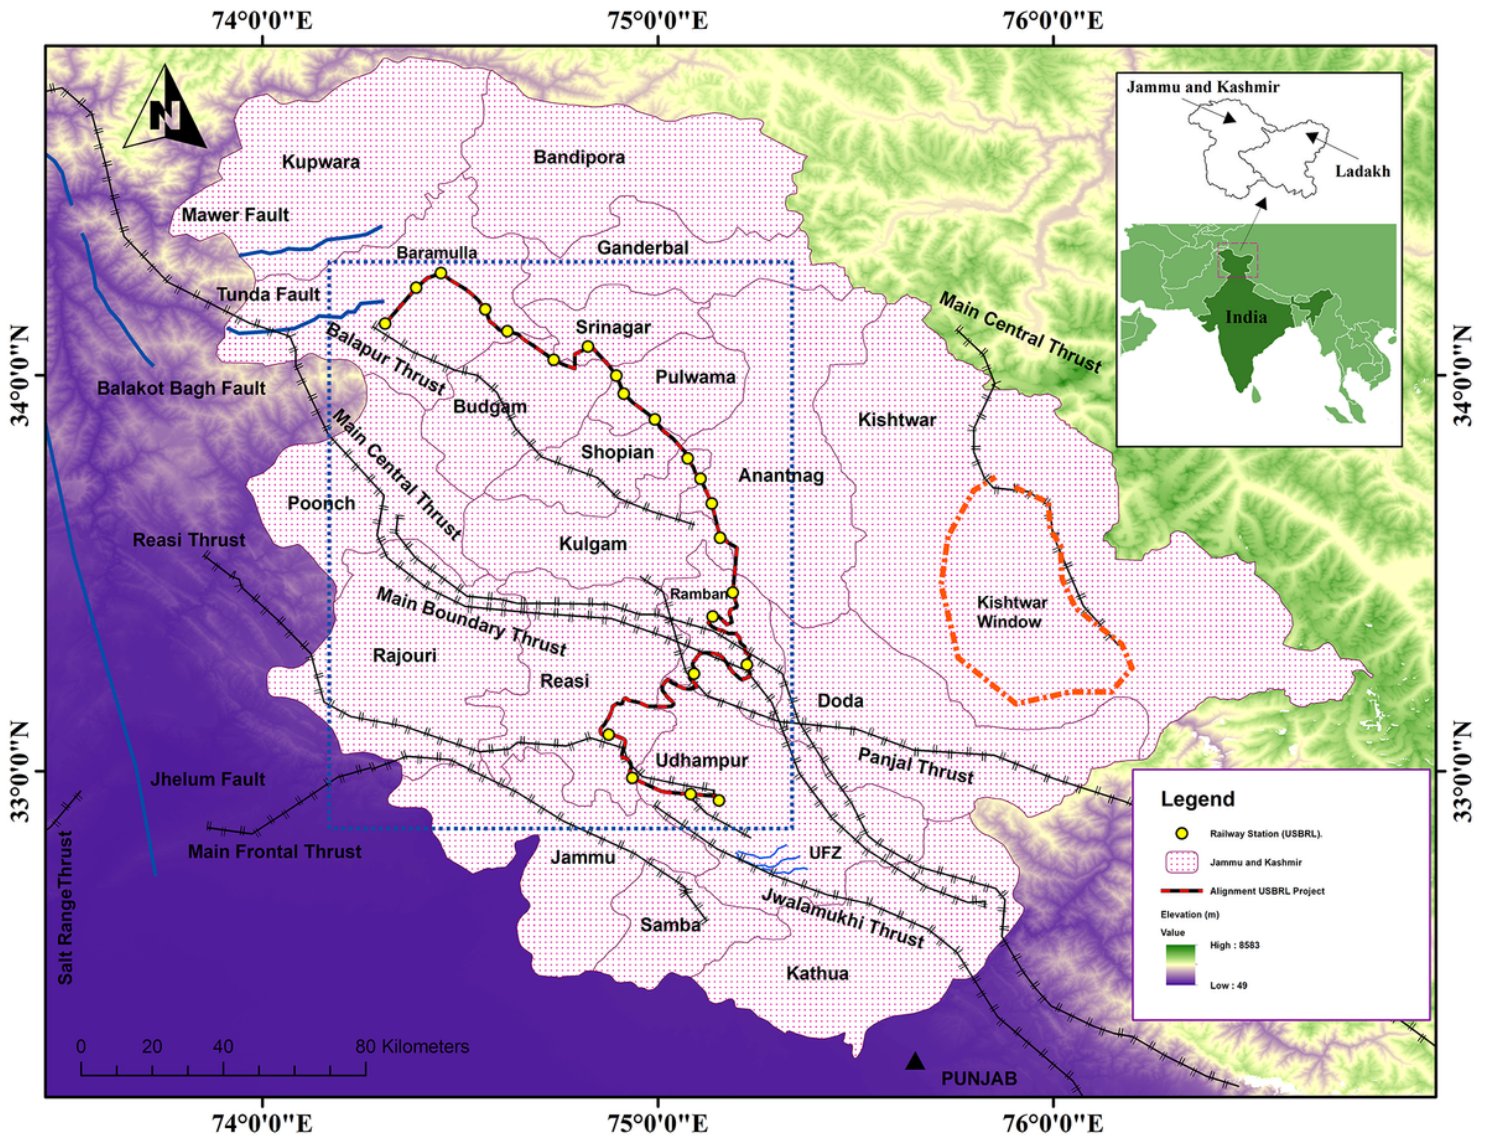 74°0'0"E
75°0'0"E
76°0'0"E
N
Jammu and Kashmir
Ladakh
India
Kupwara
Bandipora
Mawer Fault
Ganderbal
Baramulla
Tunda Fault
Main Central Thrust
34°0'0"N
34°0'0"N
Balapur Thrust
Srinagar
Pulwama
Balakot Bagh Fault
Budgam
Kishtwar
Main Central Thrust
Shopian
Anantnag
Poonch
Reasi Thrust
Kulgam
Ramban
Kishtwar
Window
Main Boundary Thrust
Rajouri
Reasi
Doda
Udhampur
Panjal Thrust
33°0'0"N
33°0'0"N
Jhelum Fault
Main Frontal Thrust
Jammu
UFZ
Salt RangeThrust
Samba
Jwalamukhi Thrust
Kathua
Legend
Railway Station (USBRL).
Jammu and Kashmir
Alignment USBRL Project
Elevation (m)
Value
High : 8583
Low : 49
0 20 40 80 Kilometers
PUNJAB
74°0'0"E
75°0'0"E
76°0'0"E